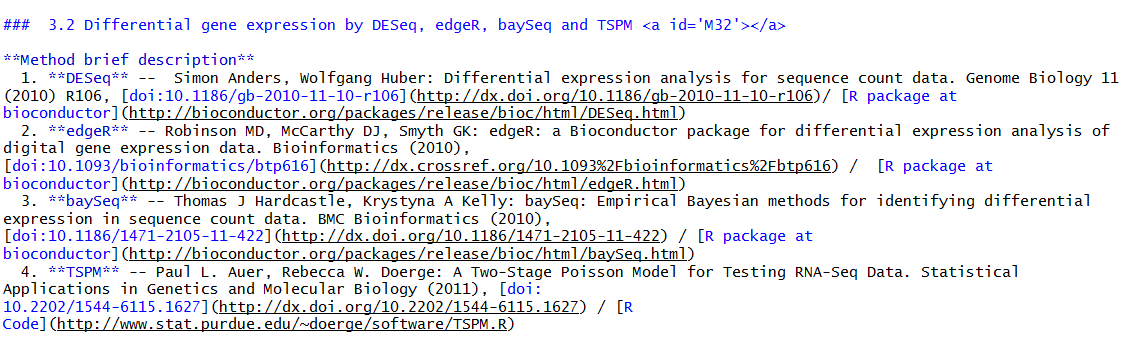 ###  3.2 Differential gene expression by DESeq, edgeR, baySeq and TSPM <a id='M32'></a>
**Method brief description**
1. **DESeq** --  Simon Anders, Wolfgang Huber: Differential expression analysis for sequence count data. Genome Biology 11
(2010) R106, [doi:10.1186/gb-2010-11-10-r106](http://dx.doi.org/10.1186/gb-2010-11-10-r106)/ [R package at
bioconductor](http://bioconductor.org/packages/release/bioc/html/DESeq.html)
2. **edgeR** -- Robinson MD, McCarthy DJ, Smyth GK: edgeR: a Bioconductor package for differential expression analysis of
digital gene expression data. Bioinformatics (2010),
[doi:10.1093/bioinformatics/btp616](http://dx.crossref.org/10.1093%2Fbioinformatics%2Fbtp616) /  [R package at
bioconductor](http://bioconductor.org/packages/release/bioc/html/edgeR.html)
3. **baySeq** -- Thomas J Hardcastle, Krystyna A Kelly: baySeq: Empirical Bayesian methods for identifying differential
expression in sequence count data. BMC Bioinformatics (2010),
[doi:10.1186/1471-2105-11-422](http://dx.doi.org/10.1186/1471-2105-11-422) / [R package at
bioconductor](http://bioconductor.org/packages/release/bioc/html/baySeq.html)
4. **TSPM** -- Paul L. Auer, Rebecca W. Doerge: A Two-Stage Poisson Model for Testing RNA-Seq Data. Statistical
Applications in Genetics and Molecular Biology (2011), [doi:
10.2202/1544-6115.1627](http://dx.doi.org/10.2202/1544-6115.1627) / [R
Code](http://www.stat.purdue.edu/~doerge/software/TSPM.R)